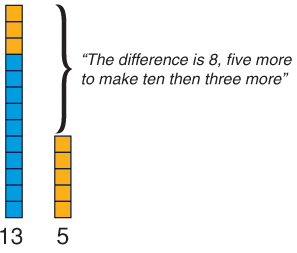 “The difference is 8, five more
to make ten then three more”
13 5